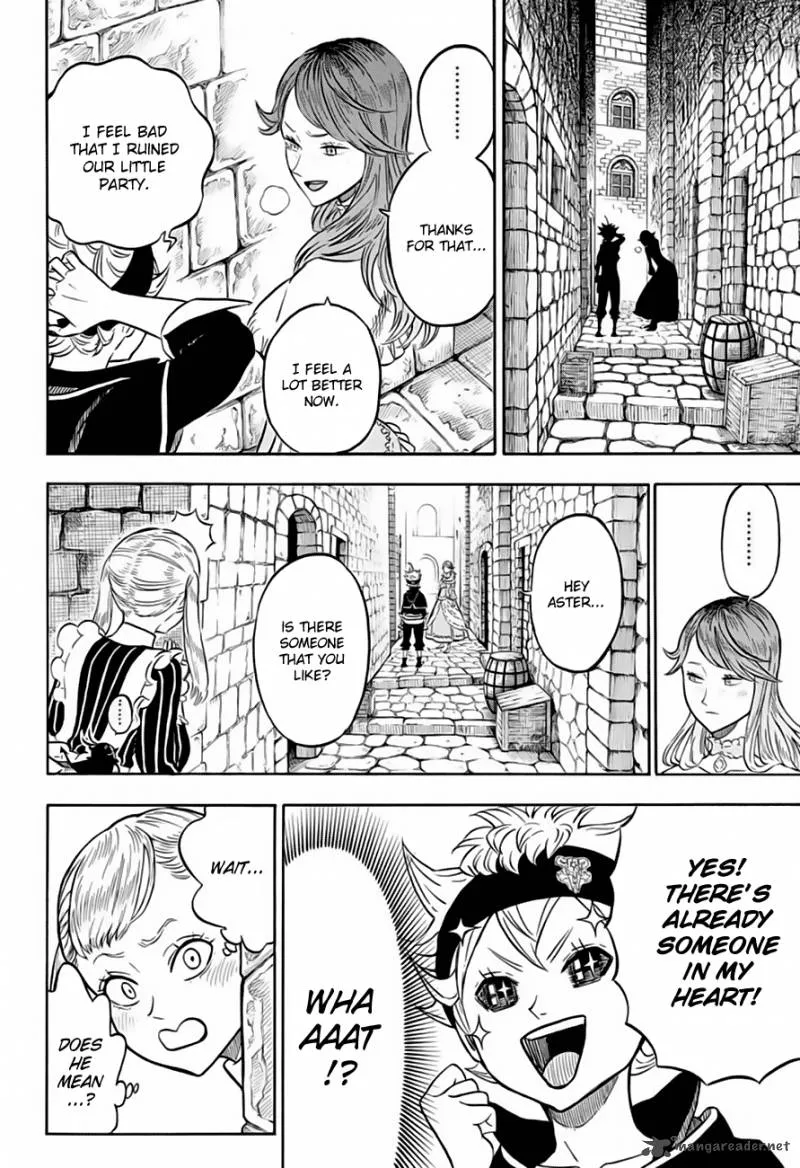 .........
THANKS
FOR THAT...
I FEEL BAD
THAT I RUINED
OUR LITTLE
PARTY.
I FEEL A
LOT BETTER
NOW.
.........
HEY
ASTER...
IS THERE
SOMEONE
THAT YOU
LIKE?
......
YES!
THERE'S
ALREADY
SOMEONE
IN MY
HEART!
WHA
AAAT
!?
WAIT...
DOES
HE
MEAN
...?
mangareader.net